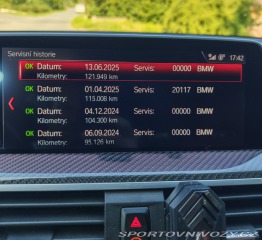 Servisní historie
17:42
OK Datum: 13.06.2025 Servis: 00000 BMW
Kilometry: 121.949 km
OK Datum: 01.04.2025 Servis: 20117 BMW
Kilometry: 115.008 km
OK Datum: 04.12.2024 Servis: 00000 BMW
Kilometry: 104.300 km
OK Datum: 06.09.2024 Servis: 00000 BMW
Kilometry: 95.126 km
SPORTOVNIVOZY.CZ